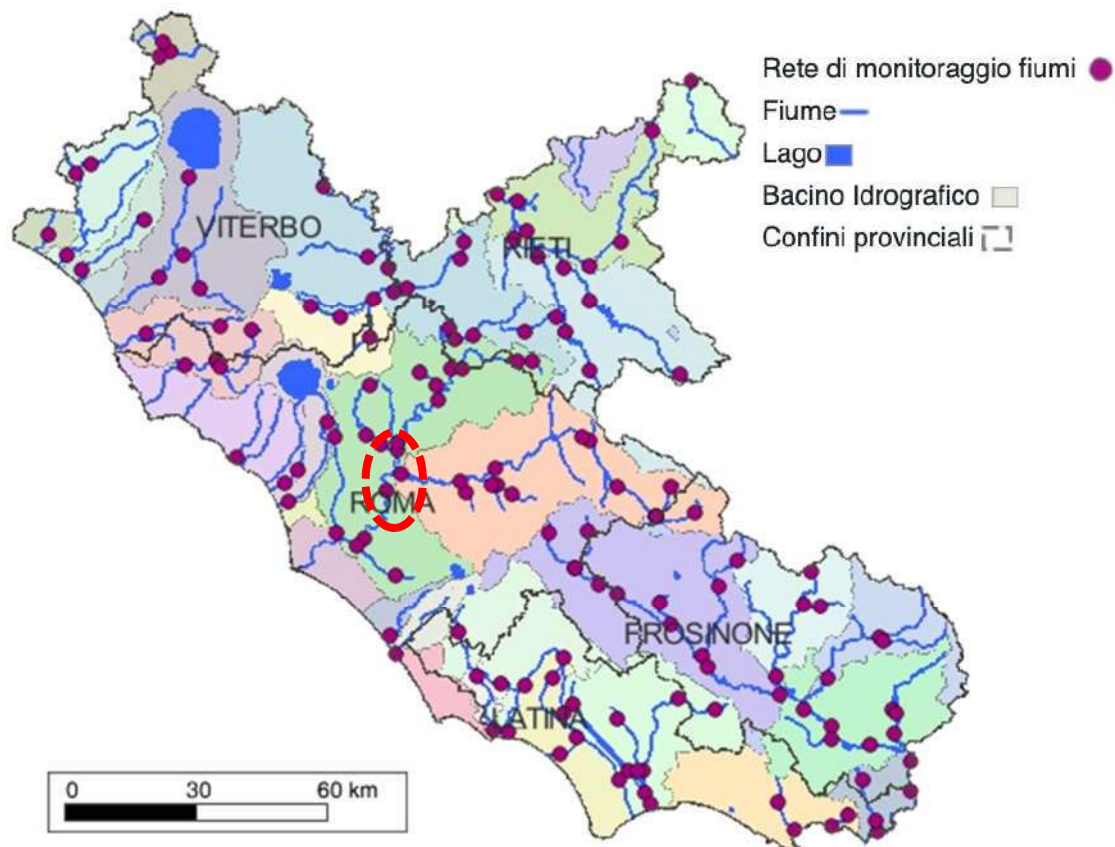 Rete di monitoraggio fiumi
Fiume
Lago
Bacino Idrografico
Confini provinciali
VITERBO
RIETI
ROMA
FROSINONE
LATINA
0 30 60 km